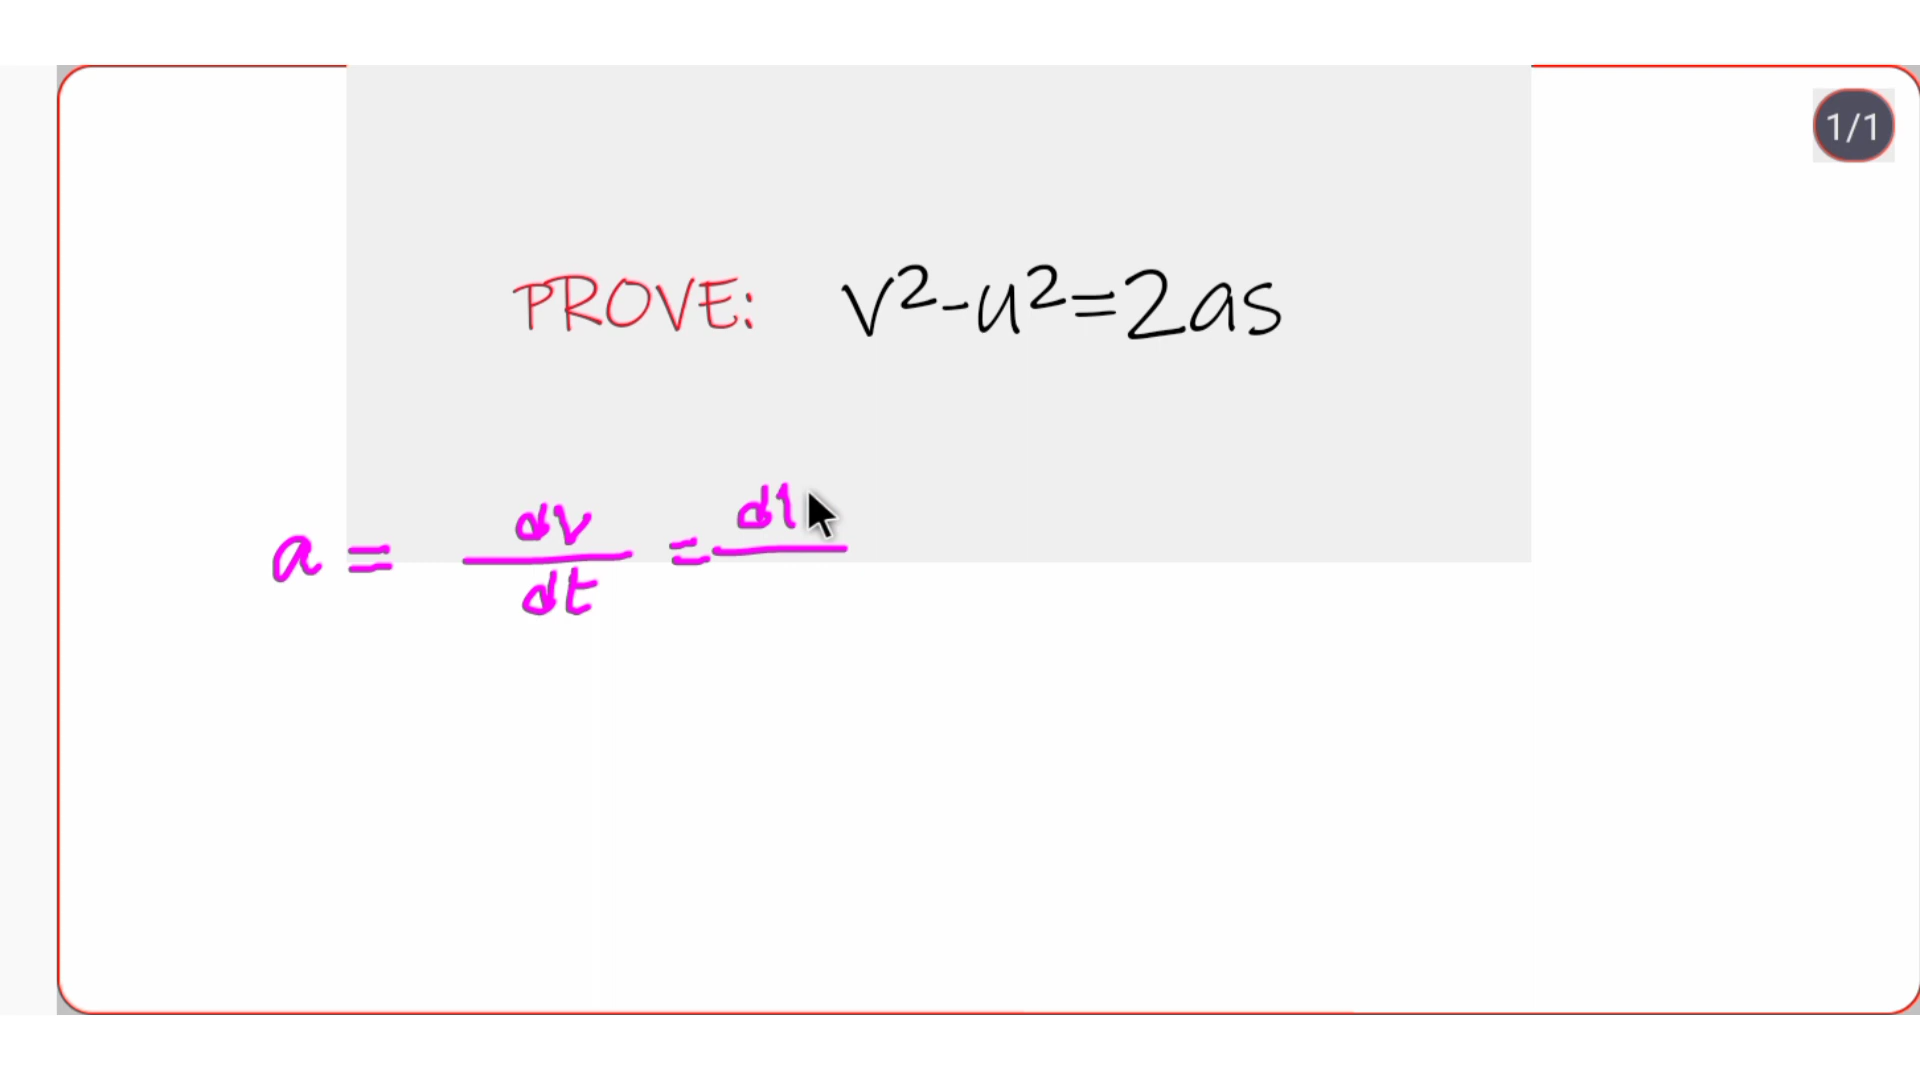 1/1
PROVE: v²-u²=2as
a = dv/dt = d